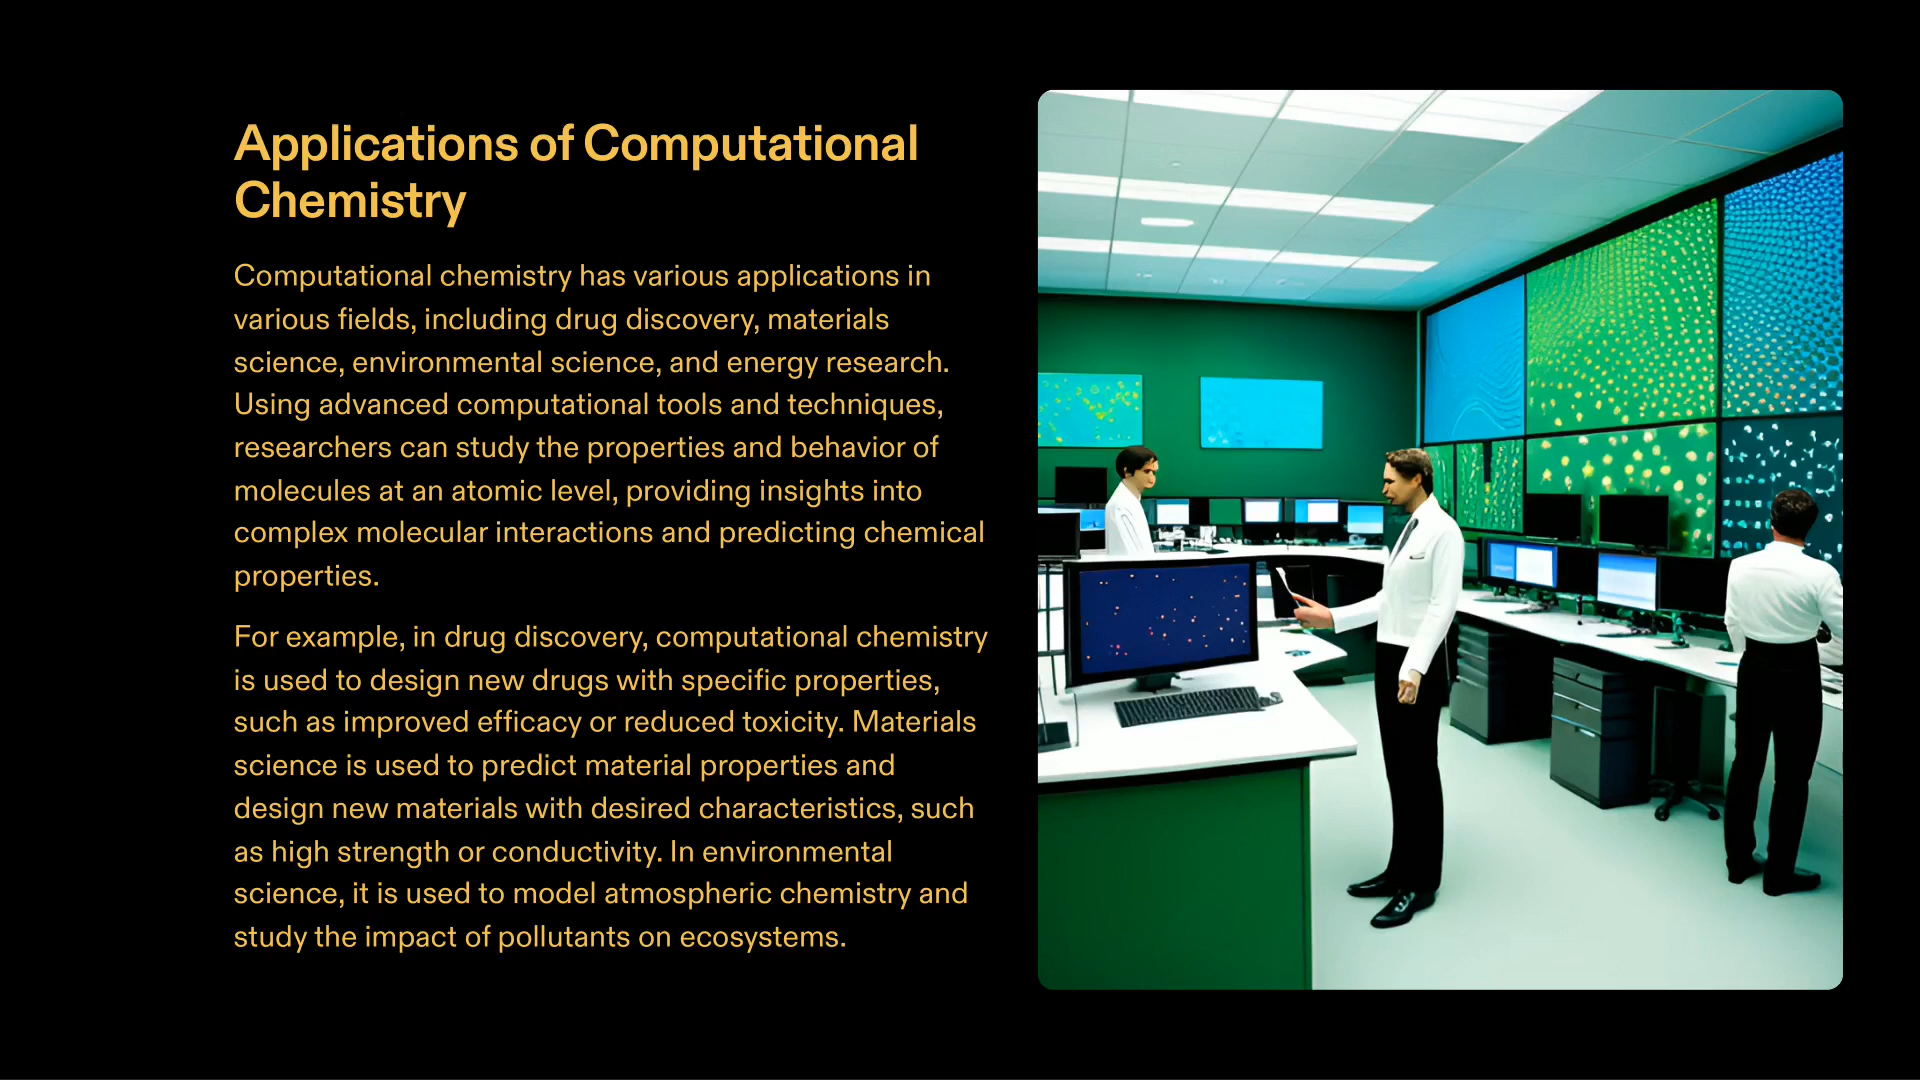 Applications of Computational
Chemistry
Computational chemistry has various applications in
various fields, including drug discovery, materials
science, environmental science, and energy research.
Using advanced computational tools and techniques,
researchers can study the properties and behavior of
molecules at an atomic level, providing insights into
complex molecular interactions and predicting chemical
properties.
For example, in drug discovery, computational chemistry
is used to design new drugs with specific properties,
such as improved efficacy or reduced toxicity. Materials
science is used to predict material properties and
design new materials with desired characteristics, such
as high strength or conductivity. In environmental
science, it is used to model atmospheric chemistry and
study the impact of pollutants on ecosystems.